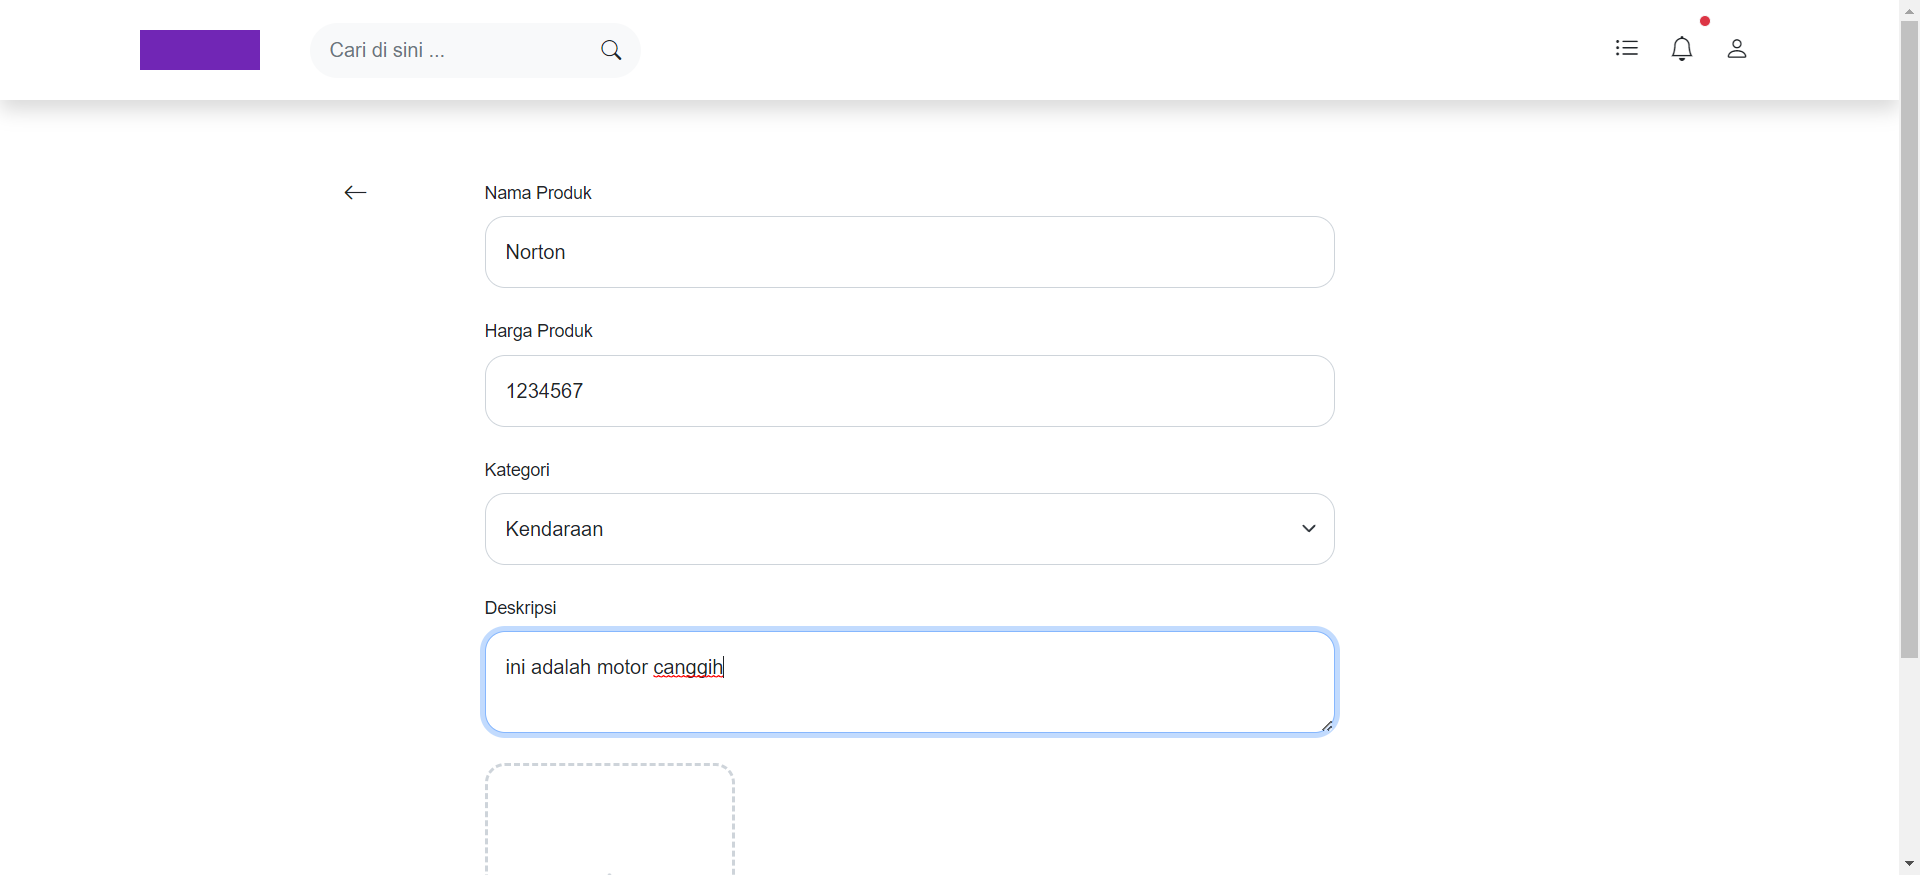 Cari di sini ...
Nama Produk
Norton
Harga Produk
1234567
Kategori
Kendaraan
Deskripsi
ini adalah motor canggih